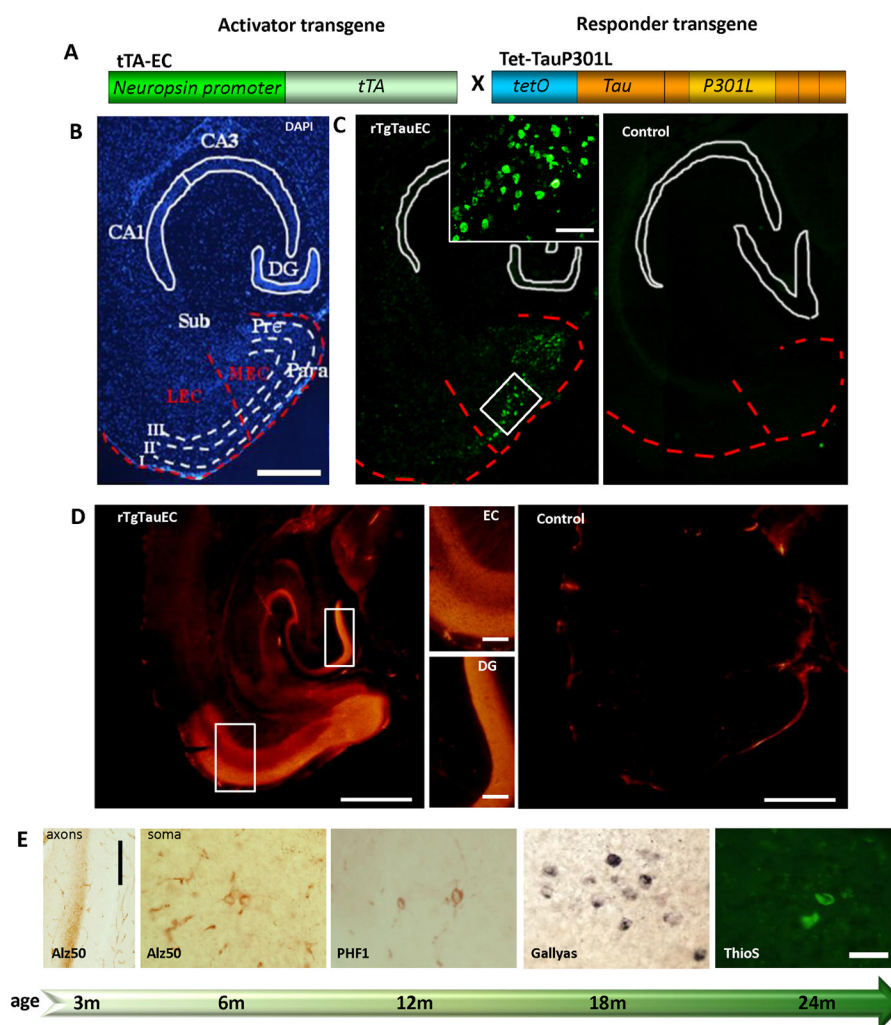 Activator transgene
Responder transgene
A
tTA-EC
Tet-TauP301L
Neuropsin promoter
tTA
X
tetO
Tau
P301L
B
DAPI
CA3
CA1
DG
Sub
Pre
MEC
Para
LEC
III
II
I
C
rTgTauEC
Control
D
rTgTauEC
EC
DG
Control
E
axons
Alz50
soma
Alz50
PHF1
Gallyas
ThioS
age
3m
6m
12m
18m
24m